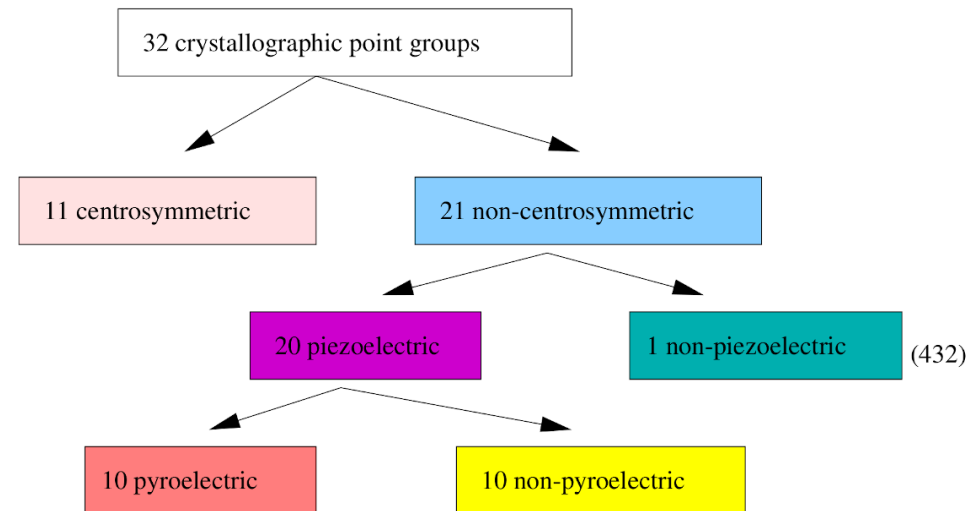 32 crystallographic point groups
11 centrosymmetric
21 non-centrosymmetric
20 piezoelectric
1 non-piezoelectric
(432)
10 pyroelectric
10 non-pyroelectric